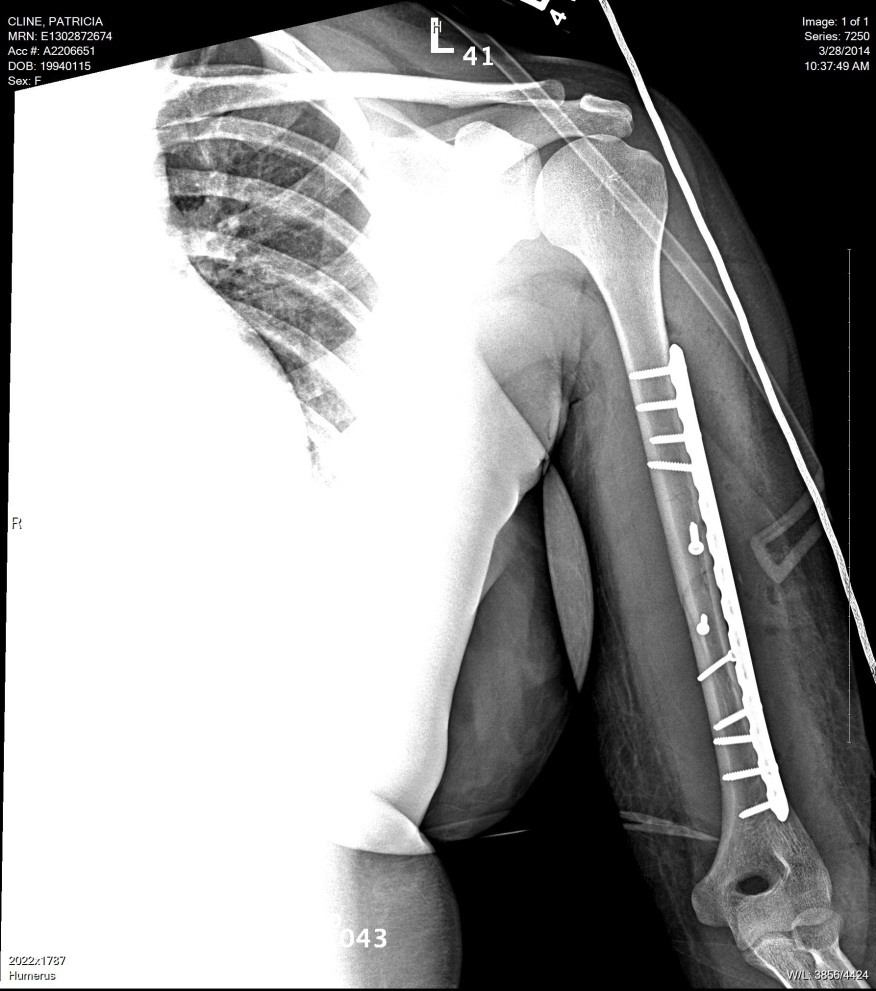 CLINE, PATRICIA
MRN: E1302872674
Acc #: A2206651
DOB: 19940115
Sex: F
Image: 1 of 1
Series: 7250
3/28/2014
10:37:49 AM
H
L 41
4
R
043
2022x1787
Humerus
W/L: 3856/4424